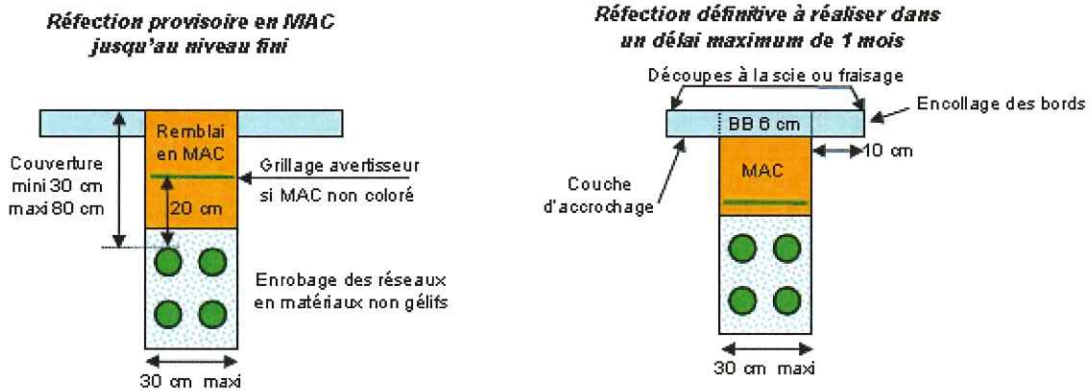 Réfection provisoire en MAC
jusqu'au niveau fini
Remblai
en MAC
Couverture
mini 30 cm
maxi 80 cm
20 cm
Grillage avertisseur
si MAC non coloré
Enrobage des réseaux
en matériaux non gélifs
30 cm maxi
Réfection définitive à réaliser dans
un délai maximum de 1 mois
Découpes à la scie ou fraisage
Encollage des bords
BB 6 cm
10 cm
MAC
Couche
d'accrochage
30 cm maxi